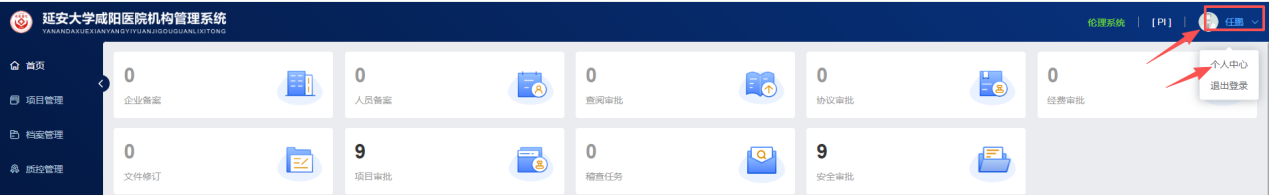 延安大学咸阳医院机构管理系统
YANANDAXUEXIANYANGYIYUANJIGOUGUANLIXITONG
伦理系统 | [PI] | 任鹏
个人中心
退出登录
首页
项目管理
档案管理
质控管理
0
企业备案
0
人员备案
0
查阅审批
0
协议审批
0
经费审批
0
文件修订
9
项目审批
0
稽查任务
9
安全审批